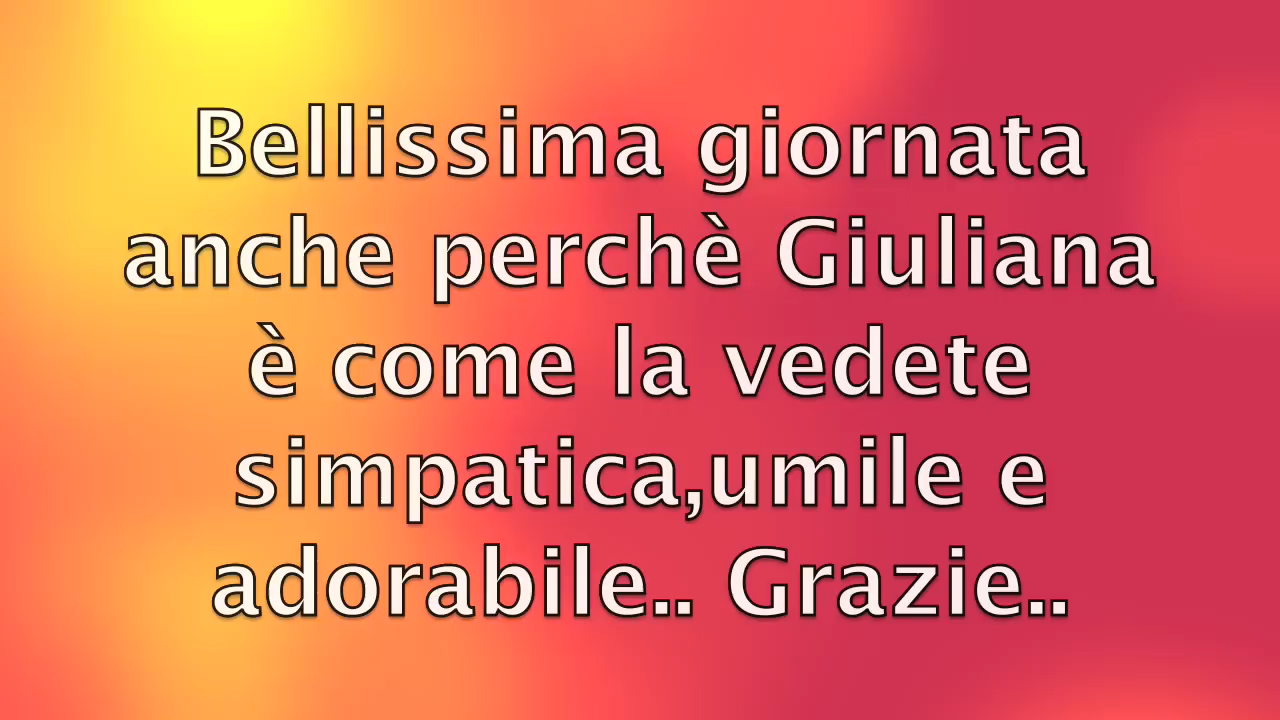 Bellissima giornata
anche perchè Giuliana
è come la vedete
simpatica,umile e
adorabile.. Grazie..